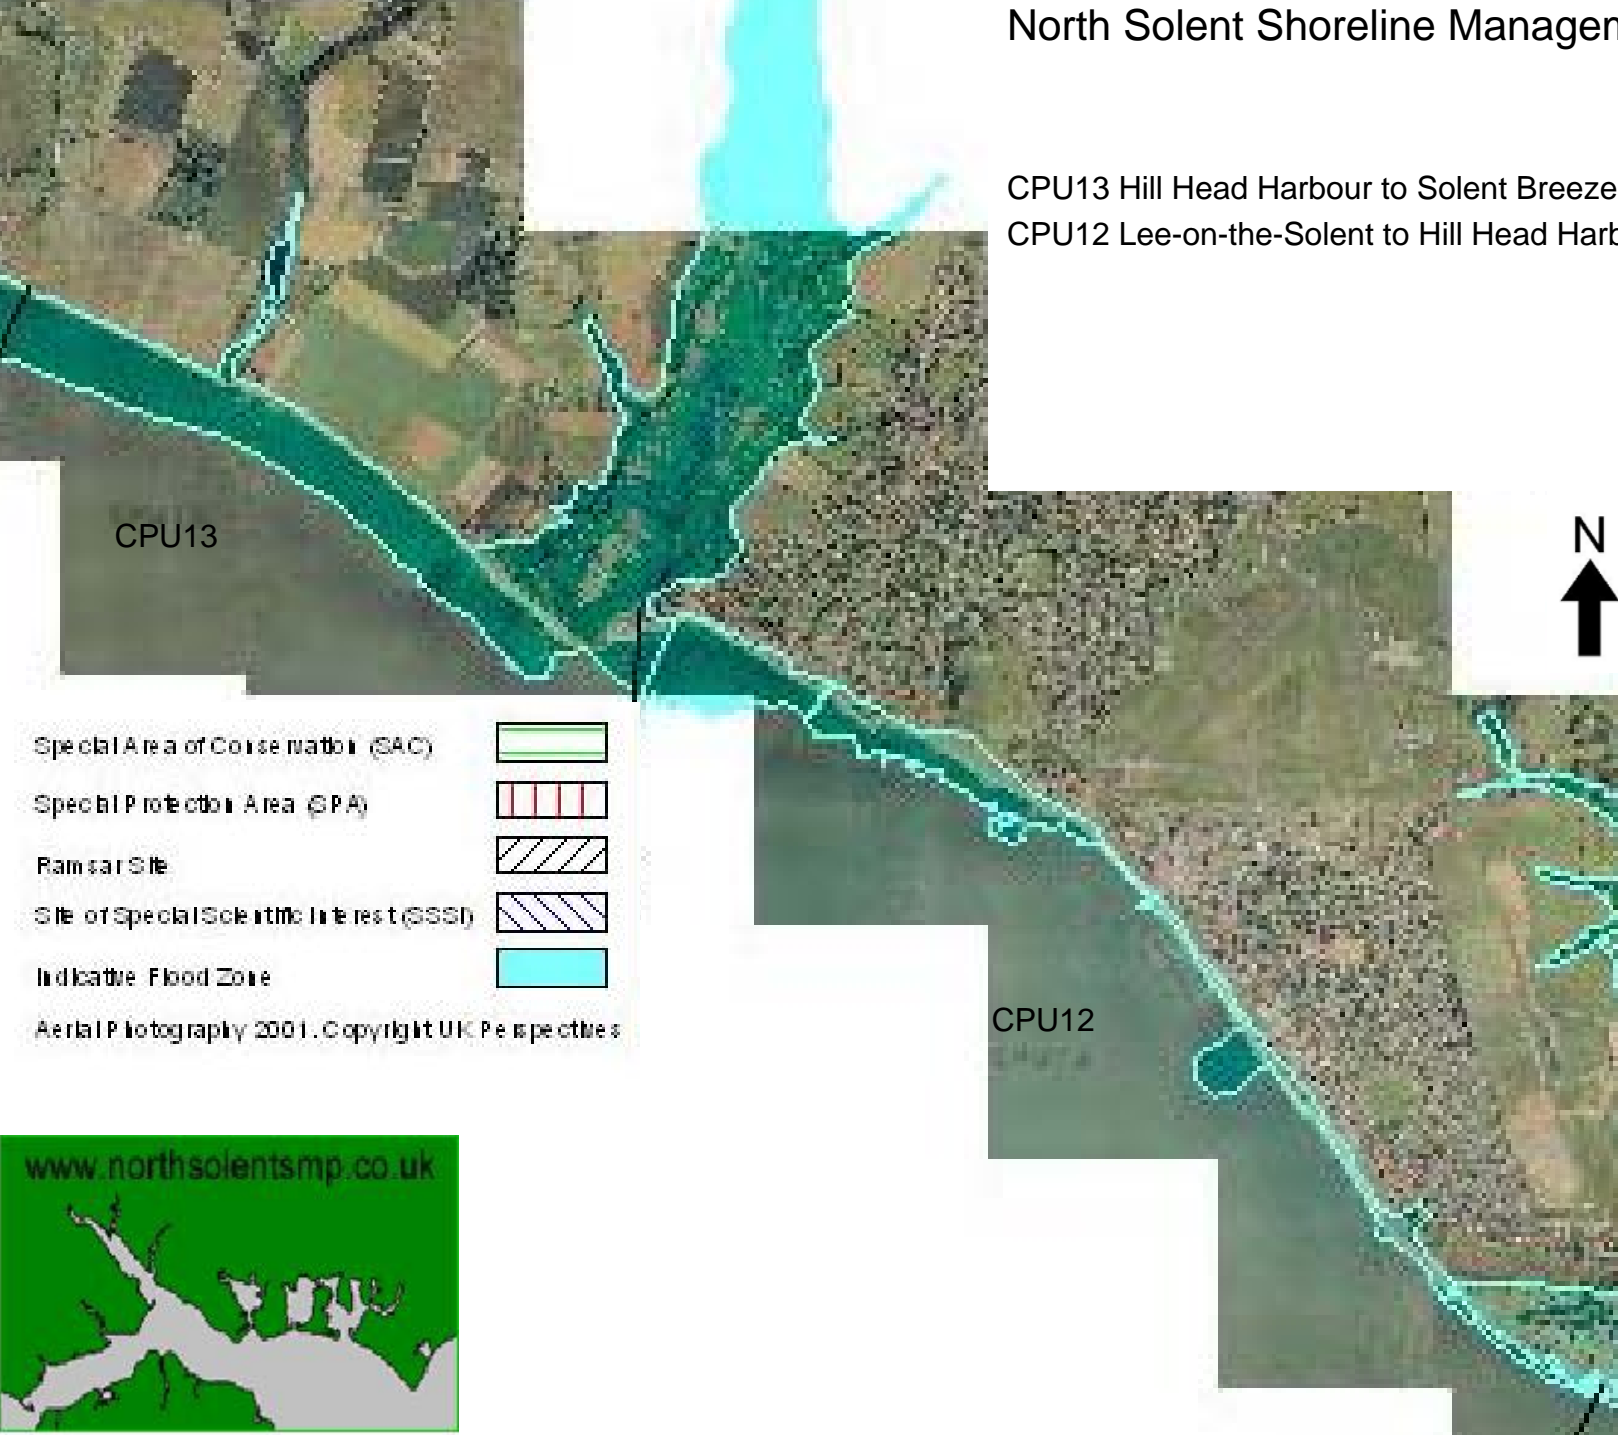 North Solent Shoreline Managem
CPU13 Hill Head Harbour to Solent Breeze
CPU12 Lee-on-the-Solent to Hill Head Harb
N
CPU13
Special Area of Conservation (SAC)
Special Protection Area (SPA)
Ramsar Site
Site of Special Scientific Interest (SSSI)
Indicative Flood Zone
Aerial Photography 2001. Copyright UK Perspectives
CPU12
www.northsolentsmp.co.uk